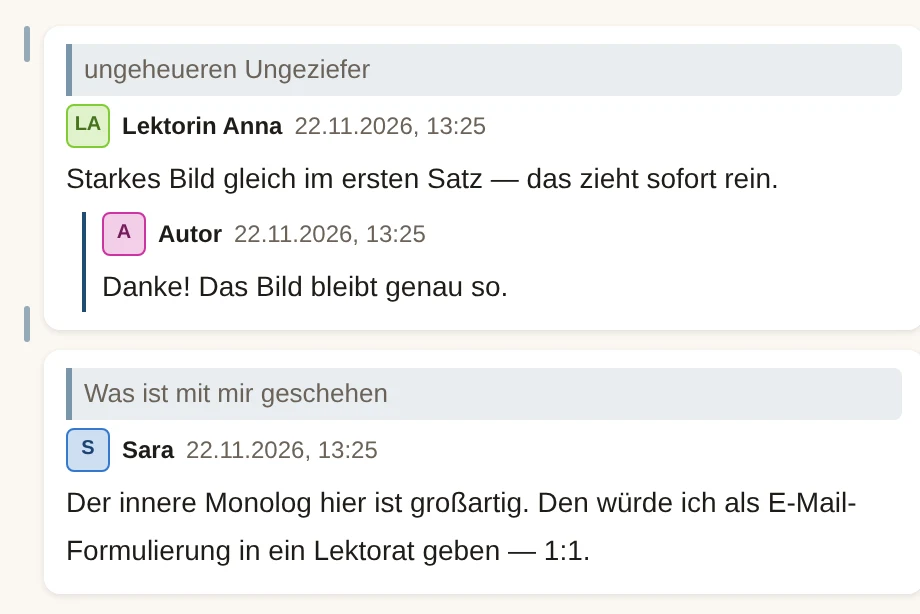 ungeheueren Ungeziefer
LA Lektorin Anna 22.11.2026, 13:25
Starkes Bild gleich im ersten Satz — das zieht sofort rein.
A Autor 22.11.2026, 13:25
Danke! Das Bild bleibt genau so.
Was ist mit mir geschehen
S Sara 22.11.2026, 13:25
Der innere Monolog hier ist großartig. Den würde ich als E-Mail-
Formulierung in ein Lektorat geben — 1:1.